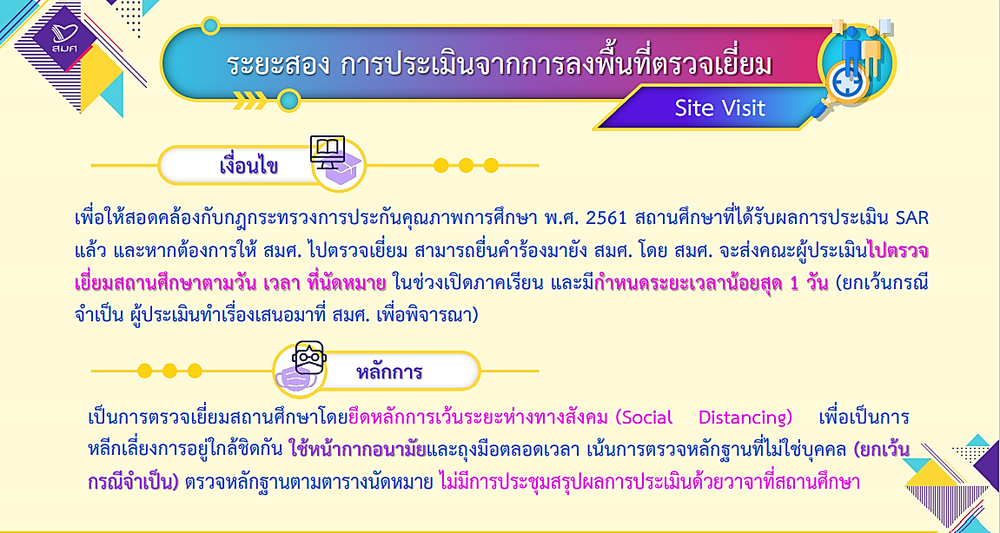 สมศ
ระยะสอง การประเมินจากการลงพื้นที่ตรวจเยี่ยม
Site Visit
เงื่อนไข
เพื่อให้สอดคล้องกับกฎกระทรวงการประกันคุณภาพการศึกษา พ.ศ. 2561 สถานศึกษาที่ได้รับผลการประเมิน SAR
แล้ว และหากต้องการให้ สมศ. ไปตรวจเยี่ยม สามารถยื่นคำร้องมายัง สมศ. โดย สมศ. จะส่งคณะผู้ประเมินไปตรวจ
เยี่ยมสถานศึกษาตามวัน เวลา ที่นัดหมาย ในช่วงเปิดภาคเรียน และมีกำหนดระยะเวลาน้อยสุด 1 วัน (ยกเว้นกรณี
จำเป็น ผู้ประเมินทำเรื่องเสนอมาที่ สมศ. เพื่อพิจารณา)
หลักการ
เป็นการตรวจเยี่ยมสถานศึกษาโดยยึดหลักการเว้นระยะห่างทางสังคม (Social Distancing) เพื่อเป็นการ
หลีกเลี่ยงการอยู่ใกล้ชิดกัน ใช้หน้ากากอนามัยและถุงมือตลอดเวลา เน้นการตรวจหลักฐานที่ไม่ใช่บุคคล (ยกเว้น
กรณีจำเป็น) ตรวจหลักฐานตามตารางนัดหมาย ไม่มีการประชุมสรุปผลการประเมินด้วยวาจาที่สถานศึกษา